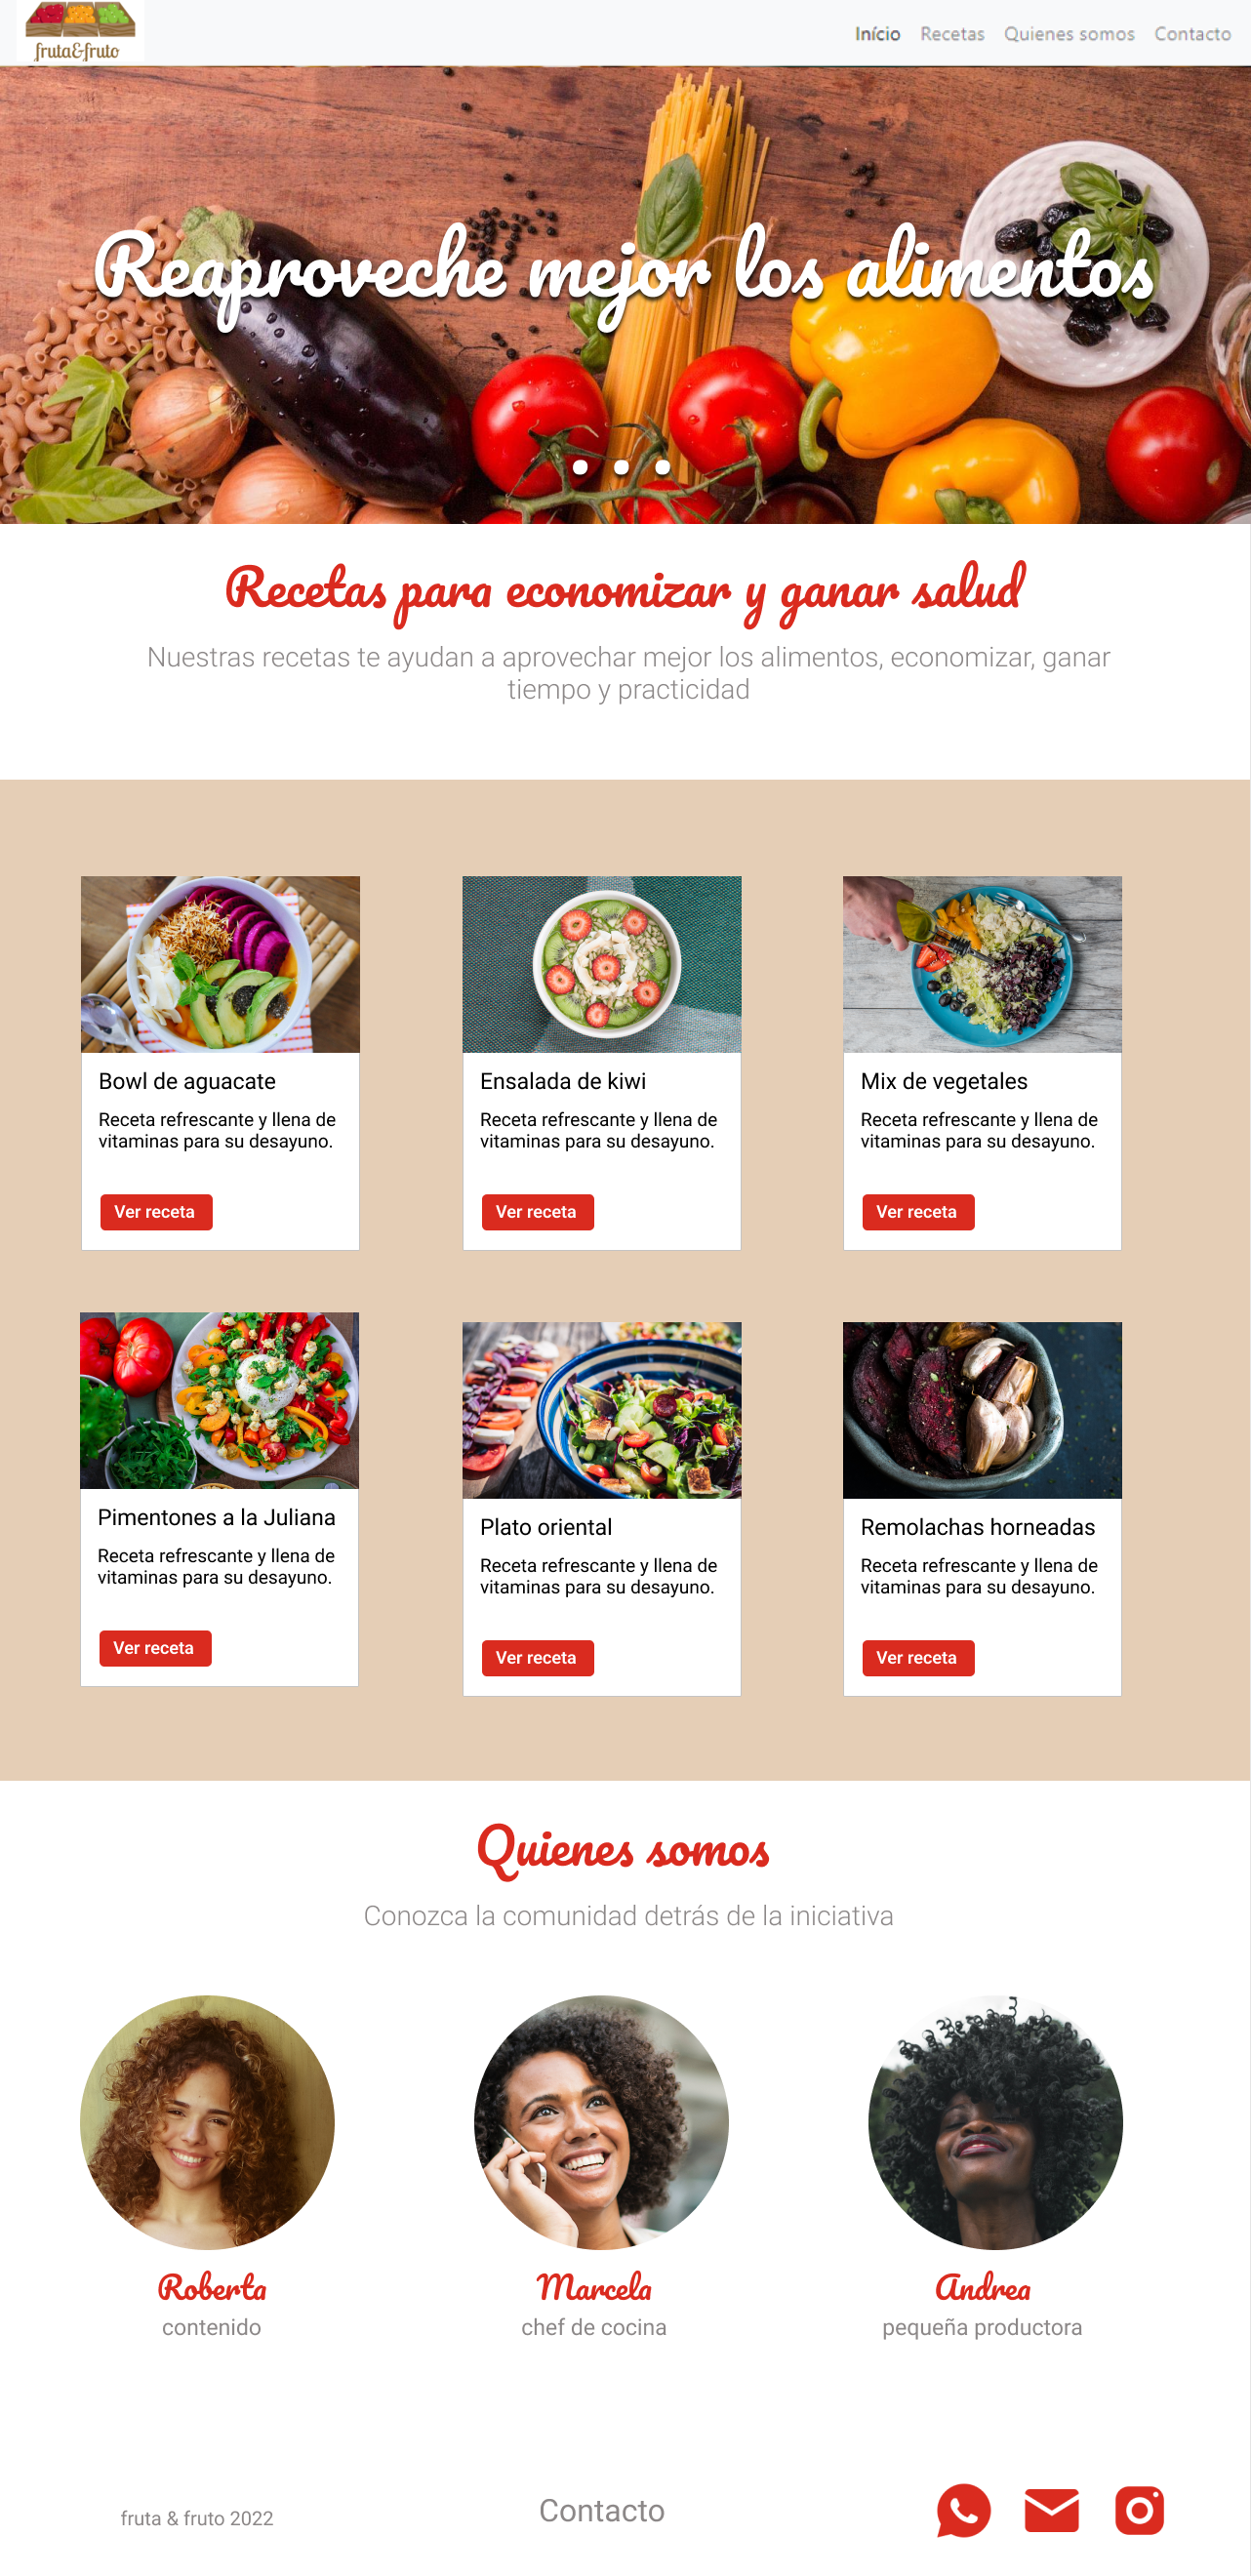 fruta&fruto
Início Recetas Quienes somos Contacto
Reaproveche mejor los alimentos
Recetas para economizar y ganar salud
Nuestras recetas te ayudan a aprovechar mejor los alimentos, economizar, ganar
tiempo y practicidad
Bowl de aguacate
Receta refrescante y llena de
vitaminas para su desayuno.
Ver receta
Ensalada de kiwi
Receta refrescante y llena de
vitaminas para su desayuno.
Ver receta
Mix de vegetales
Receta refrescante y llena de
vitaminas para su desayuno.
Ver receta
Pimentones a la Juliana
Receta refrescante y llena de
vitaminas para su desayuno.
Ver receta
Plato oriental
Receta refrescante y llena de
vitaminas para su desayuno.
Ver receta
Remolachas horneadas
Receta refrescante y llena de
vitaminas para su desayuno.
Ver receta
Quienes somos
Conozca la comunidad detrás de la iniciativa
Roberta
contenido
Marcela
chef de cocina
Andrea
pequeña productora
fruta & fruto 2022
Contacto